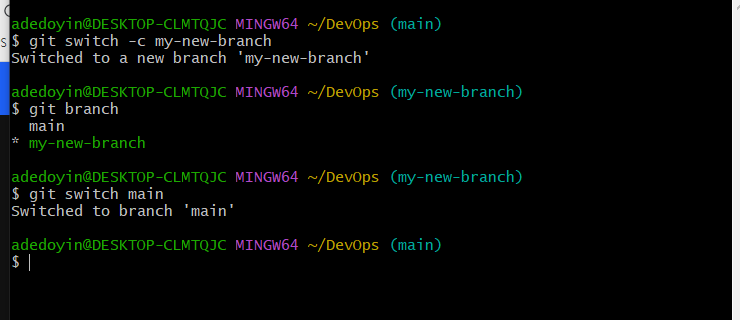 adedoyin@DESKTOP-CLMTQJC MINGW64 ~/DevOps (main)
$ git switch -c my-new-branch
Switched to a new branch 'my-new-branch'
adedoyin@DESKTOP-CLMTQJC MINGW64 ~/DevOps (my-new-branch)
$ git branch
  main
* my-new-branch
adedoyin@DESKTOP-CLMTQJC MINGW64 ~/DevOps (my-new-branch)
$ git switch main
Switched to branch 'main'
adedoyin@DESKTOP-CLMTQJC MINGW64 ~/DevOps (main)
$